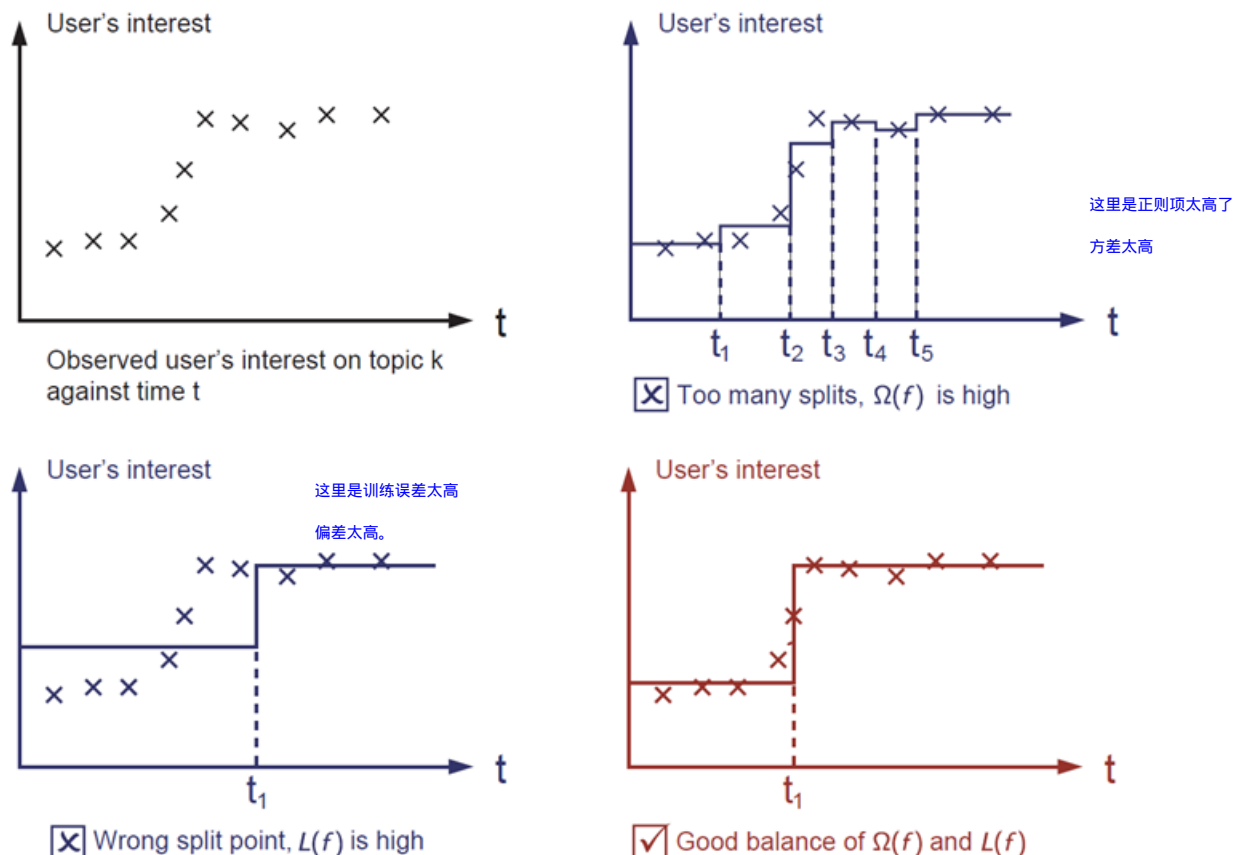 User's interest
t
Observed user's interest on topic k
against time t
User's interest
这里是正则项太高了
方差太高
t
t₁ t₂ t₃ t₄ t₅
Too many splits, Ω(f) is high
User's interest
这里是训练误差太高
偏差太高。
t
t₁
Wrong split point, L(f) is high
User's interest
t
t₁
Good balance of Ω(f) and L(f)